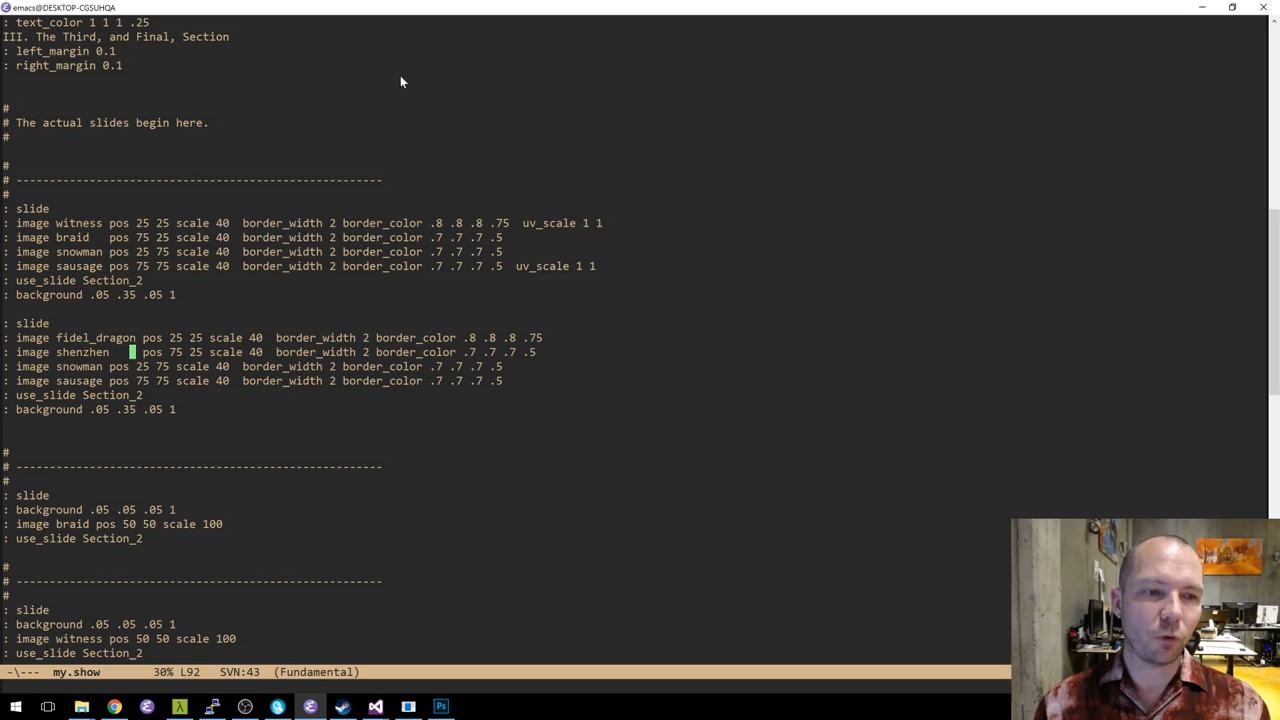 emacs@DESKTOP-CGSUHQA
: text_color 1 1 1 .25
III. The Third, and Final, Section
: left_margin 0.1
: right_margin 0.1
#
# The actual slides begin here.
#
#
# -------------------------------------------------------
#
: slide
: image witness pos 25 25 scale 40  border_width 2 border_color .8 .8 .8 .75  uv_scale 1 1
: image braid   pos 75 25 scale 40  border_width 2 border_color .7 .7 .7 .5
: image snowman pos 25 75 scale 40  border_width 2 border_color .7 .7 .7 .5
: image sausage pos 75 75 scale 40  border_width 2 border_color .7 .7 .7 .5  uv_scale 1 1
: use_slide Section_2
: background .05 .35 .05 1
: slide
: image fidel_dragon pos 25 25 scale 40  border_width 2 border_color .8 .8 .8 .75
: image shenzhen     pos 75 25 scale 40  border_width 2 border_color .7 .7 .7 .5
: image snowman pos 25 75 scale 40  border_width 2 border_color .7 .7 .7 .5
: image sausage pos 75 75 scale 40  border_width 2 border_color .7 .7 .7 .5
: use_slide Section_2
: background .05 .35 .05 1
#
# -------------------------------------------------------
#
: slide
: background .05 .05 .05 1
: image braid pos 50 50 scale 100
: use_slide Section_2
#
# -------------------------------------------------------
#
: slide
: background .05 .05 .05 1
: image witness pos 50 50 scale 100
: use_slide Section_2
-\---  my.show  30% L92  SVN:43  (Fundamental)